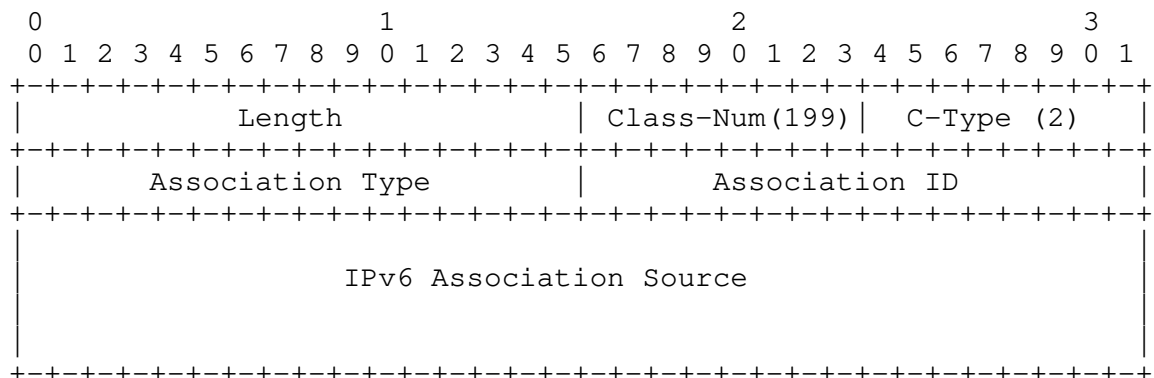 0                   1                   2                   3
 0 1 2 3 4 5 6 7 8 9 0 1 2 3 4 5 6 7 8 9 0 1 2 3 4 5 6 7 8 9 0 1
+-+-+-+-+-+-+-+-+-+-+-+-+-+-+-+-+-+-+-+-+-+-+-+-+-+-+-+-+-+-+-+-+
|            Length             | Class-Num(199)|  C-Type (2)   |
+-+-+-+-+-+-+-+-+-+-+-+-+-+-+-+-+-+-+-+-+-+-+-+-+-+-+-+-+-+-+-+-+
|       Association Type        |       Association ID          |
+-+-+-+-+-+-+-+-+-+-+-+-+-+-+-+-+-+-+-+-+-+-+-+-+-+-+-+-+-+-+-+-+
|                                                               |
|                  IPv6 Association Source                      |
|                                                               |
|                                                               |
+-+-+-+-+-+-+-+-+-+-+-+-+-+-+-+-+-+-+-+-+-+-+-+-+-+-+-+-+-+-+-+-+